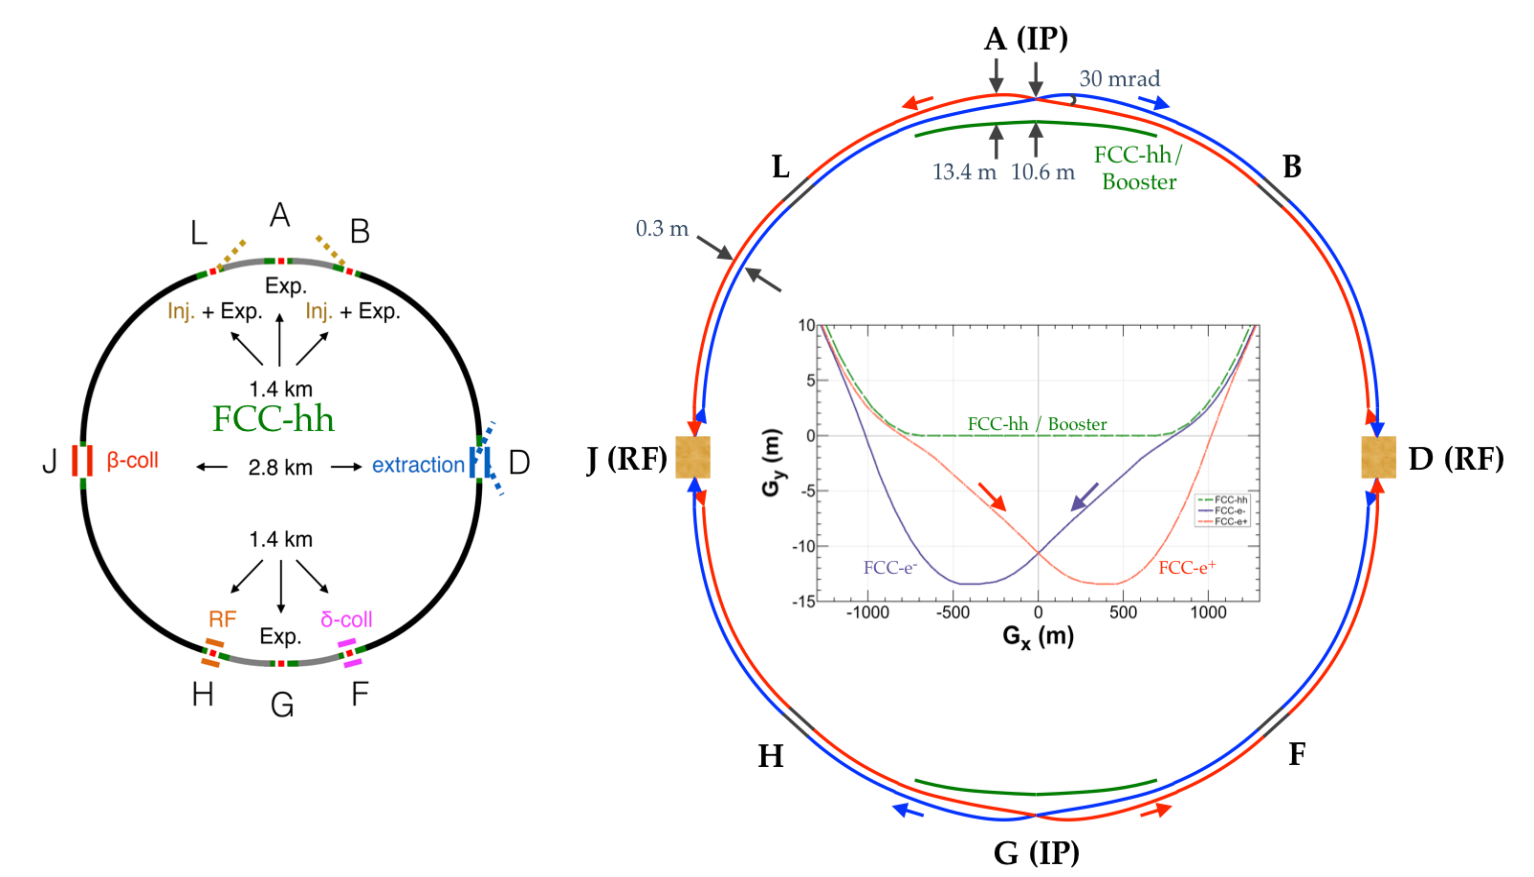 L
A
B
Exp.
Inj. + Exp.
Inj. + Exp.
1.4 km
FCC-hh
J
β-coll
2.8 km
extraction
D
1.4 km
RF
δ-coll
Exp.
H
G
F
A (IP)
30 mrad
13.4 m
10.6 m
FCC-hh/
Booster
L
B
0.3 m
J (RF)
D (RF)
10
5
0
-5
-10
-15
Gy (m)
FCC-hh / Booster
FCC-hh
FCC-e-
FCC-e+
FCC-e-
FCC-e+
-1000
-500
0
500
1000
Gx (m)
H
F
G (IP)